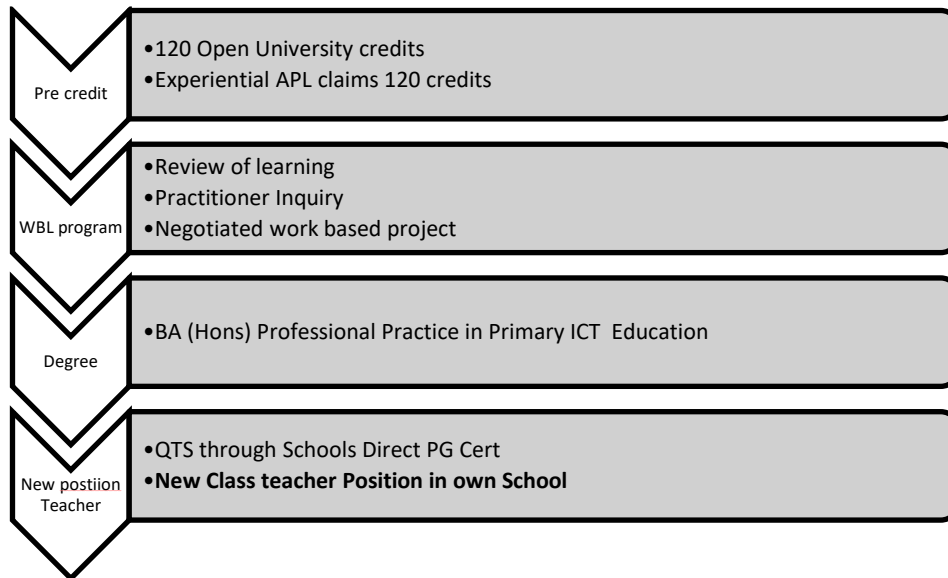 Pre credit
•120 Open University credits
•Experiential APL claims 120 credits
WBL program
•Review of learning
•Practitioner Inquiry
•Negotiated work based project
Degree
•BA (Hons) Professional Practice in Primary ICT  Education
New postiion
Teacher
•QTS through Schools Direct PG Cert
•New Class teacher Position in own School